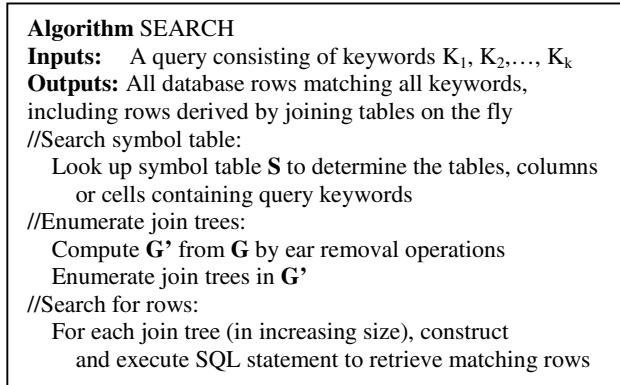 Algorithm SEARCH
Inputs: A query consisting of keywords K1, K2,…, Kk
Outputs: All database rows matching all keywords,
including rows derived by joining tables on the fly
//Search symbol table:
Look up symbol table S to determine the tables, columns
or cells containing query keywords
//Enumerate join trees:
Compute G’ from G by ear removal operations
Enumerate join trees in G’
//Search for rows:
For each join tree (in increasing size), construct
and execute SQL statement to retrieve matching rows